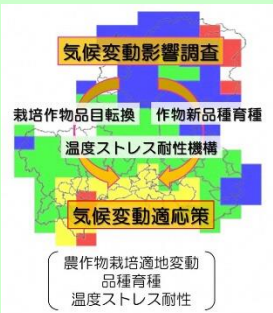 気候変動影響調査
栽培作物品目転換 作物新品種育種
温度ストレス耐性機構
気候変動適応策
農作物栽培適地変動
品種育種
温度ストレス耐性